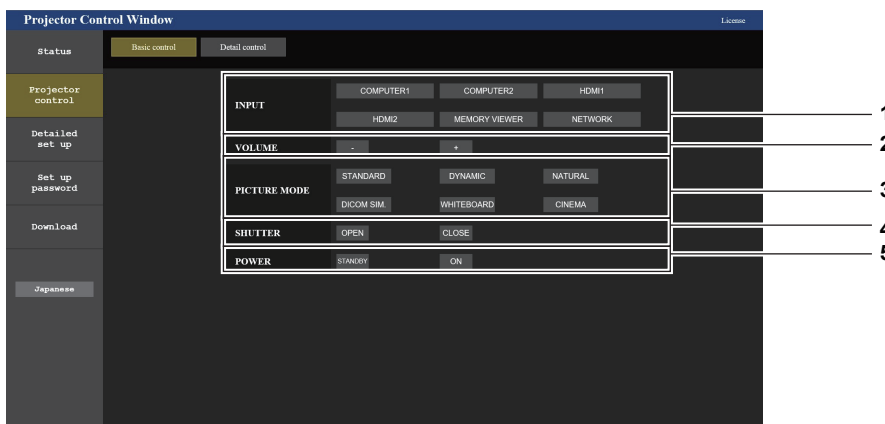 Projector Control Window
License
Status
Basic control
Detail control
Projector
control
Detailed
set up
Set up
password
Download
Japanese
INPUT
COMPUTER1 COMPUTER2 HDMI1
HDMI2 MEMORY VIEWER NETWORK
VOLUME - +
PICTURE MODE
STANDARD DYNAMIC NATURAL
DICOM SIM. WHITEBOARD CINEMA
SHUTTER OPEN CLOSE
POWER STANDBY ON
1
2
3
4
5